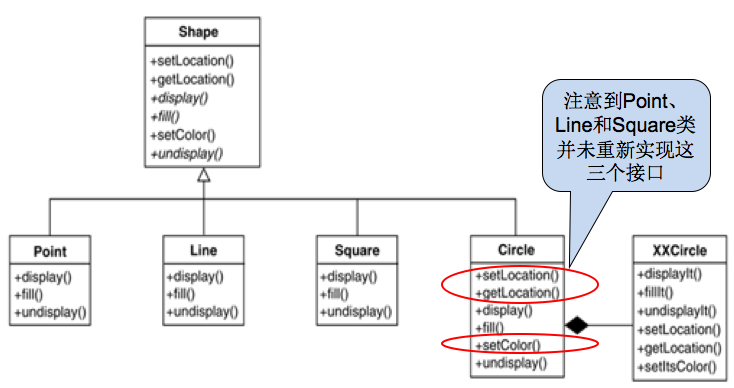 Shape
+setLocation()
+getLocation()
+display()
+fill()
+setColor()
+undisplay()
注意到Point、
Line和Square类
并未重新实现这
三个接口
Point
+display()
+fill()
+undisplay()
Line
+display()
+fill()
+undisplay()
Square
+display()
+fill()
+undisplay()
Circle
+setLocation()
+getLocation()
+display()
+fill()
+setColor()
+undisplay()
XXCircle
+displayIt()
+fillIt()
+undisplayIt()
+setLocation()
+getLocation()
+setItsColor()